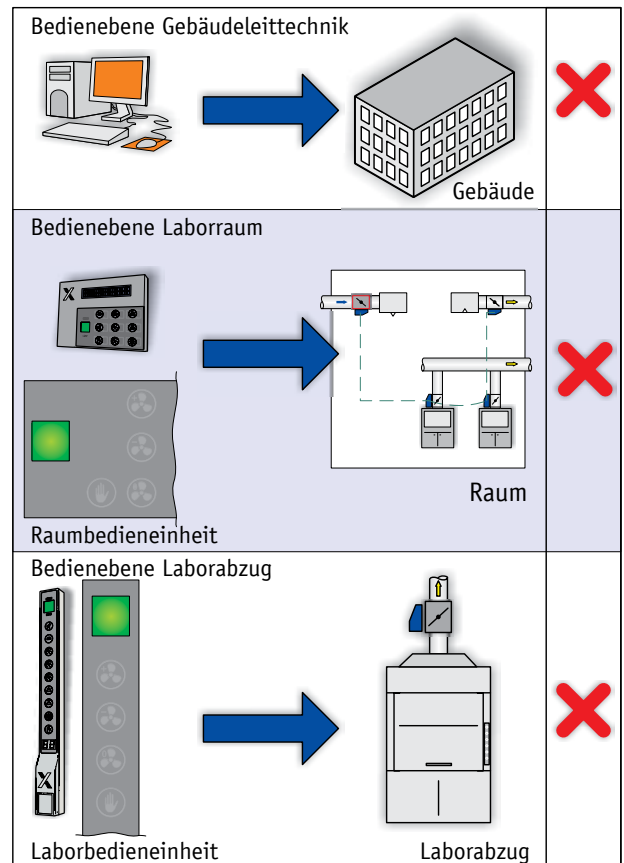 Bedienebene Gebäudeleittechnik
Gebäude
Bedienebene Laborraum
Raum
Raumbedieneinheit
Bedienebene Laborabzug
Laborbedieneinheit
Laborabzug